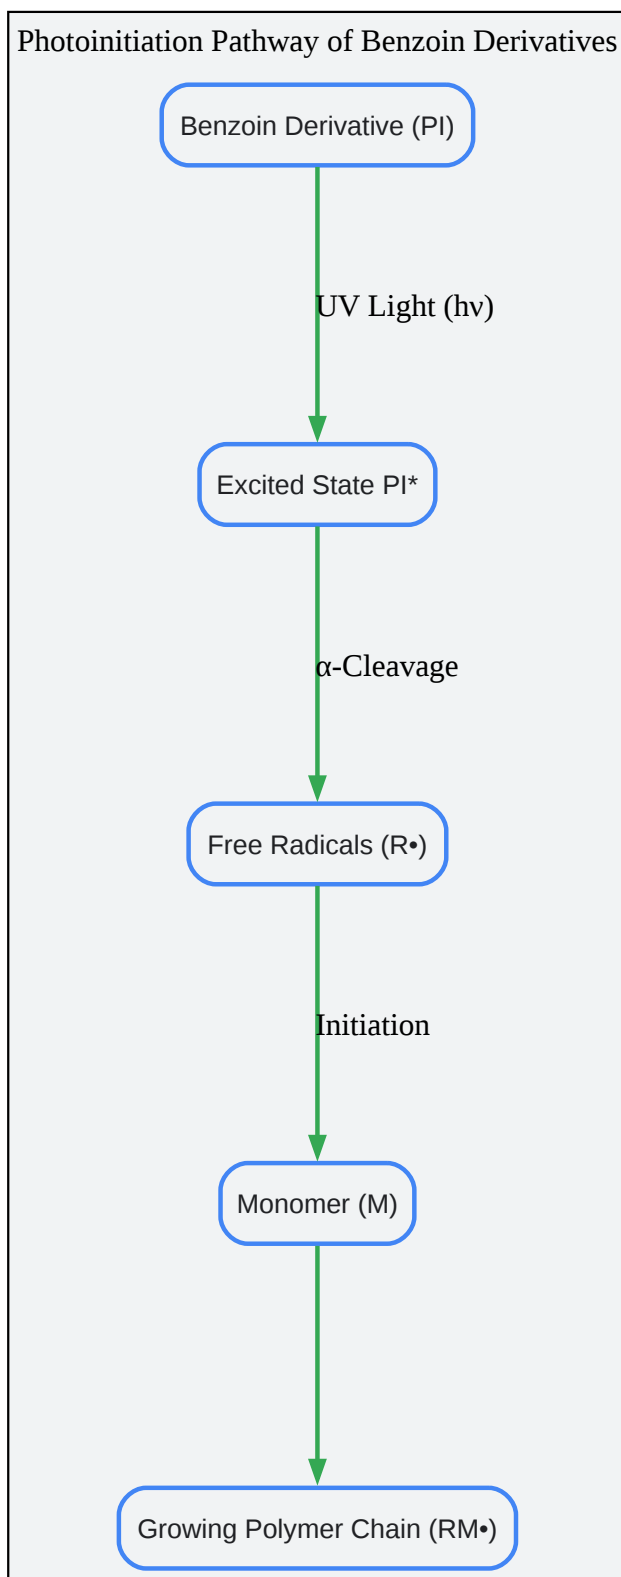 Photoinitiation Pathway of Benzoin Derivatives
Benzoin Derivative (PI)
UV Light (hν)
Excited State PI*
α-Cleavage
Free Radicals (R•)
Initiation
Monomer (M)
Growing Polymer Chain (RM•)